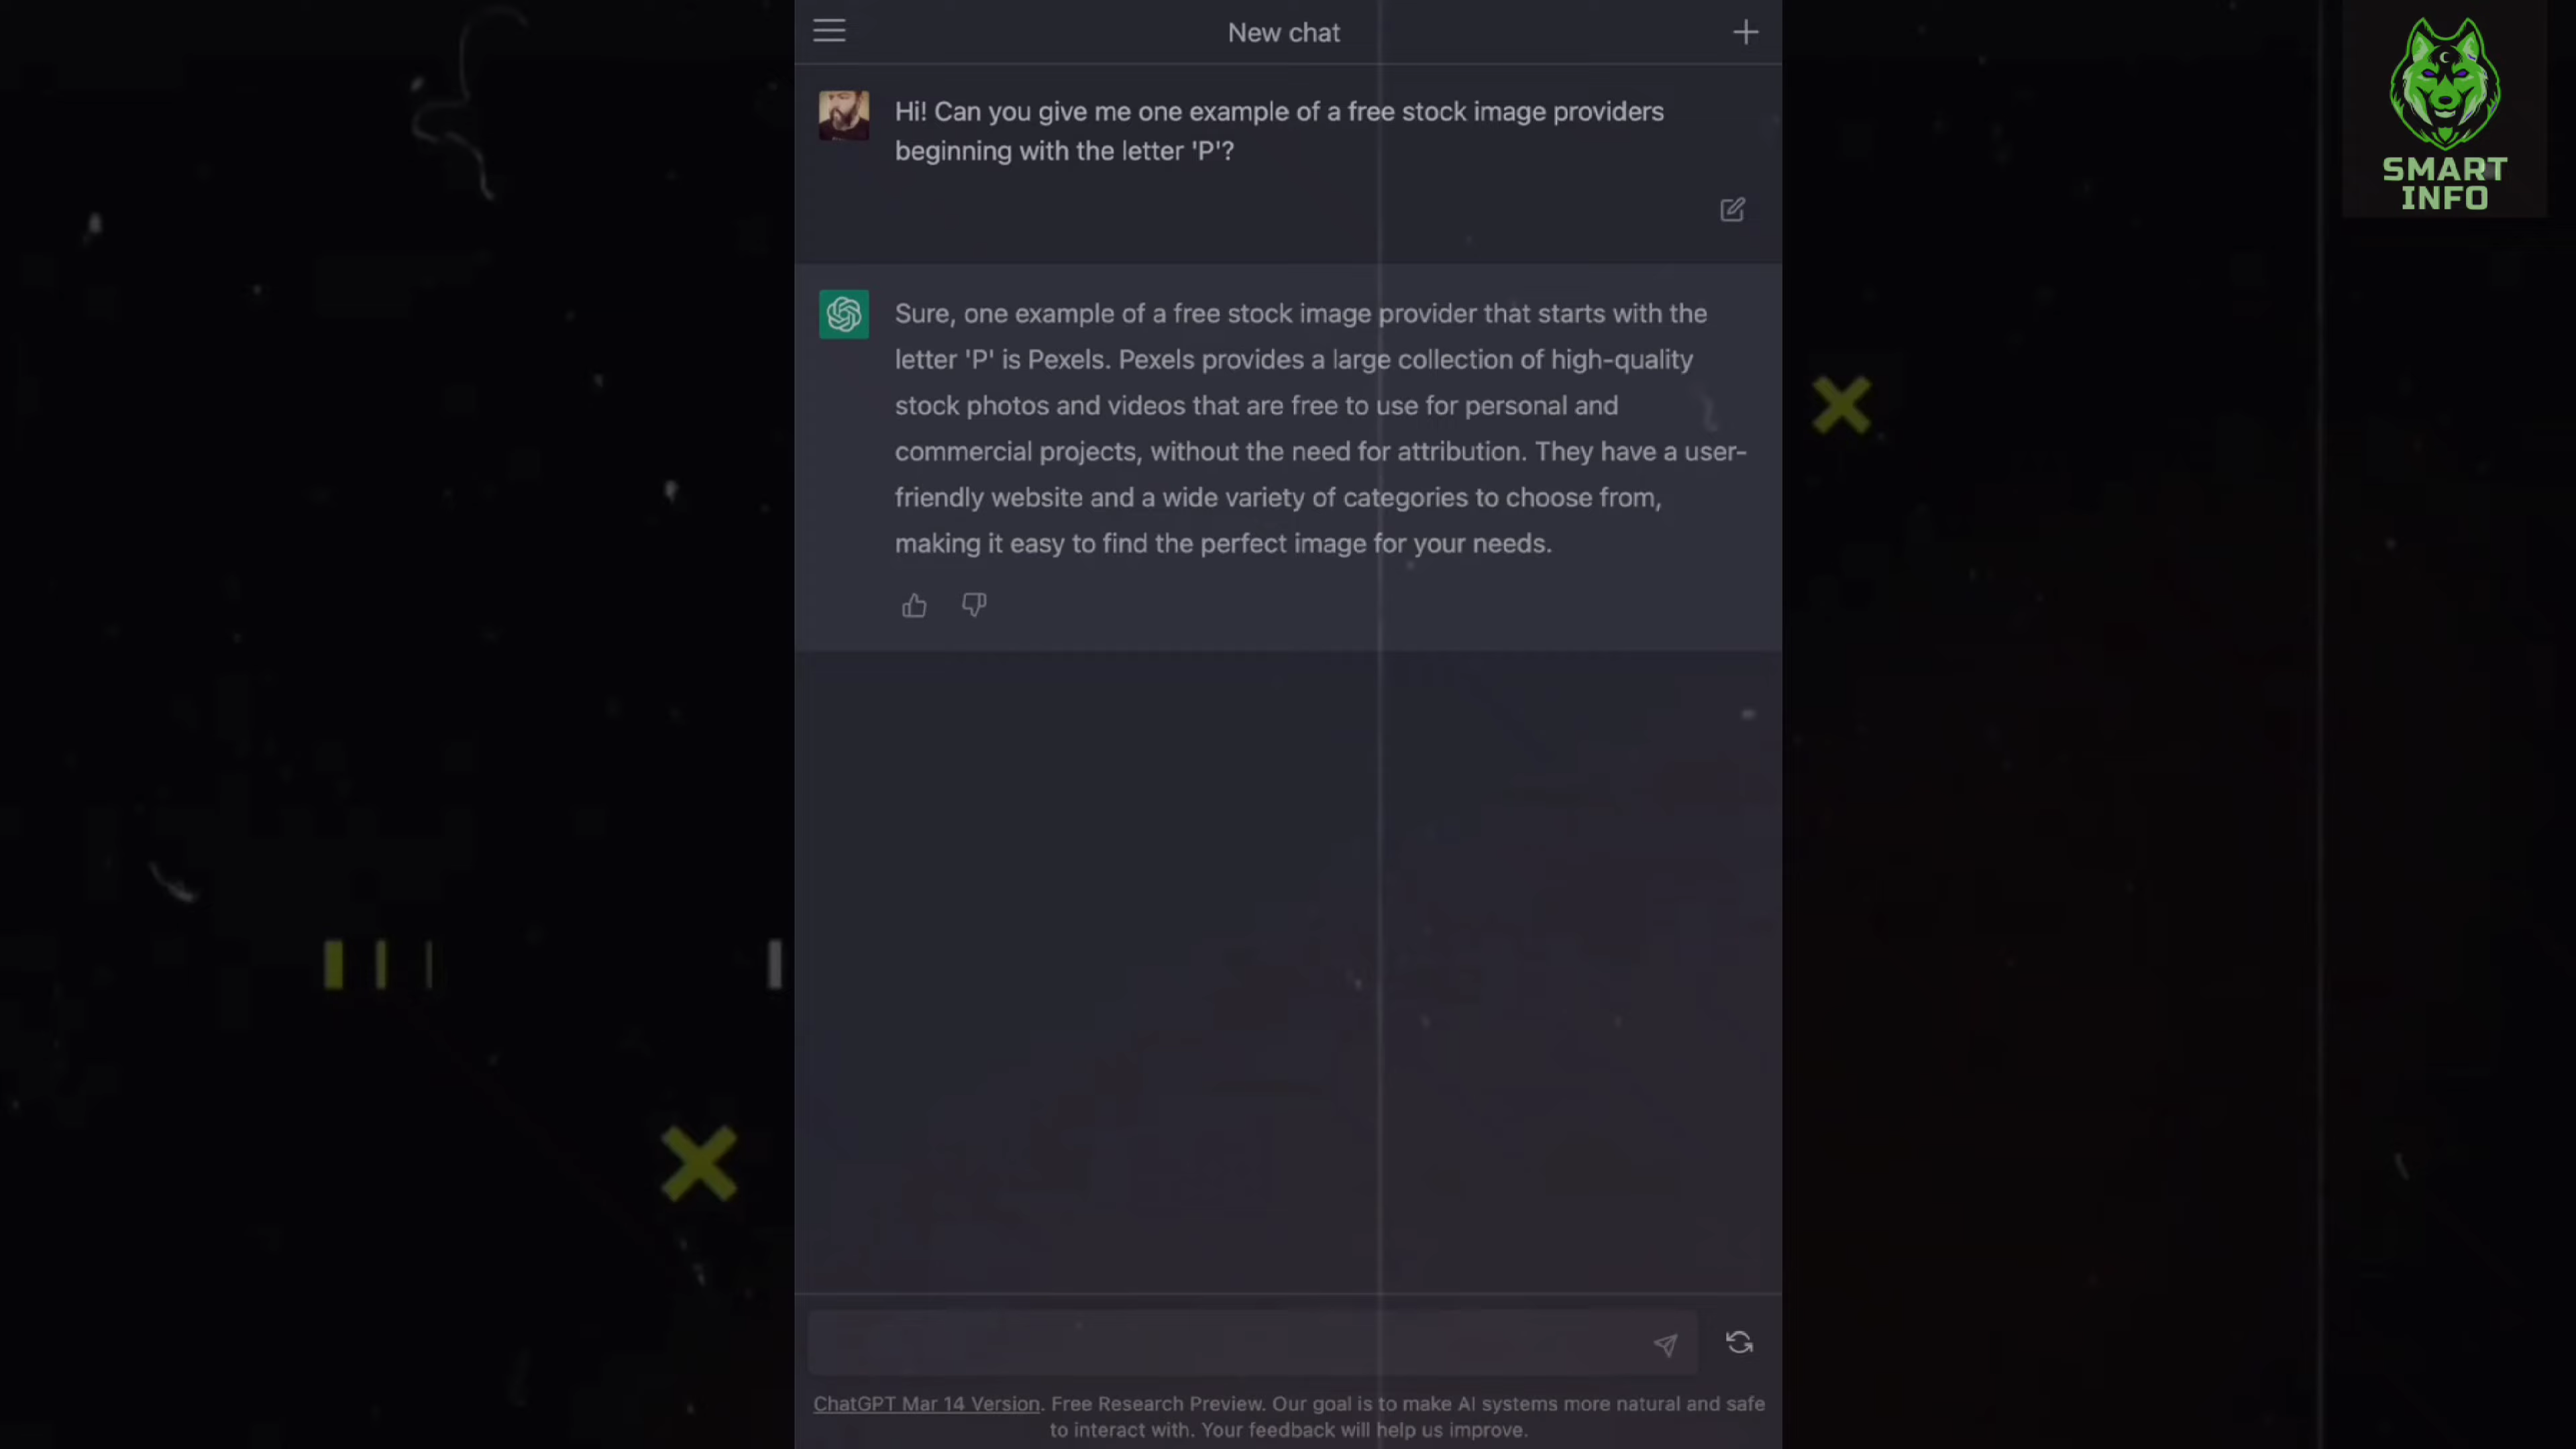 New chat
SMART
INFO
Hi! Can you give me one example of a free stock image providers
beginning with the letter 'P'?
Sure, one example of a free stock image provider that starts with the
letter 'P' is Pexels. Pexels provides a large collection of high-quality
stock photos and videos that are free to use for personal and
commercial projects, without the need for attribution. They have a user-
friendly website and a wide variety of categories to choose from,
making it easy to find the perfect image for your needs.
ChatGPT Mar 14 Version. Free Research Preview. Our goal is to make AI systems more natural and safe
to interact with. Your feedback will help us improve.